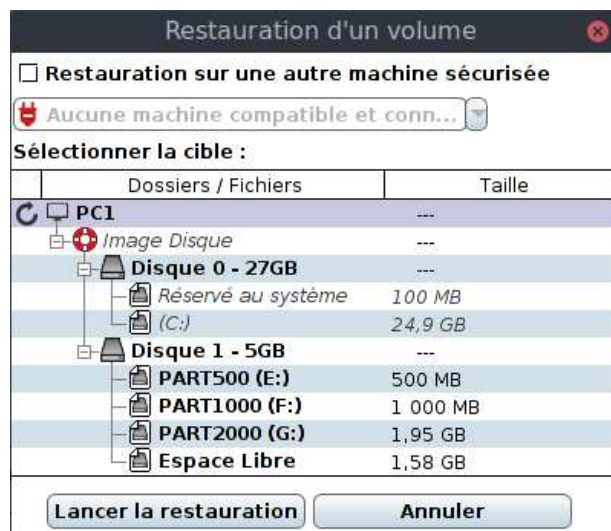 Restauration d'un volume
Restauration sur une autre machine sécurisée
Aucune machine compatible et conn...
Sélectionner la cible :
Dossiers / Fichiers Taille
PC1 ---
Image Disque ---
Disque 0 - 27GB ---
Réservé au système 100 MB
(C:) 24,9 GB
Disque 1 - 5GB ---
PART500 (E:) 500 MB
PART1000 (F:) 1 000 MB
PART2000 (G:) 1,95 GB
Espace Libre 1,58 GB
Lancer la restauration Annuler